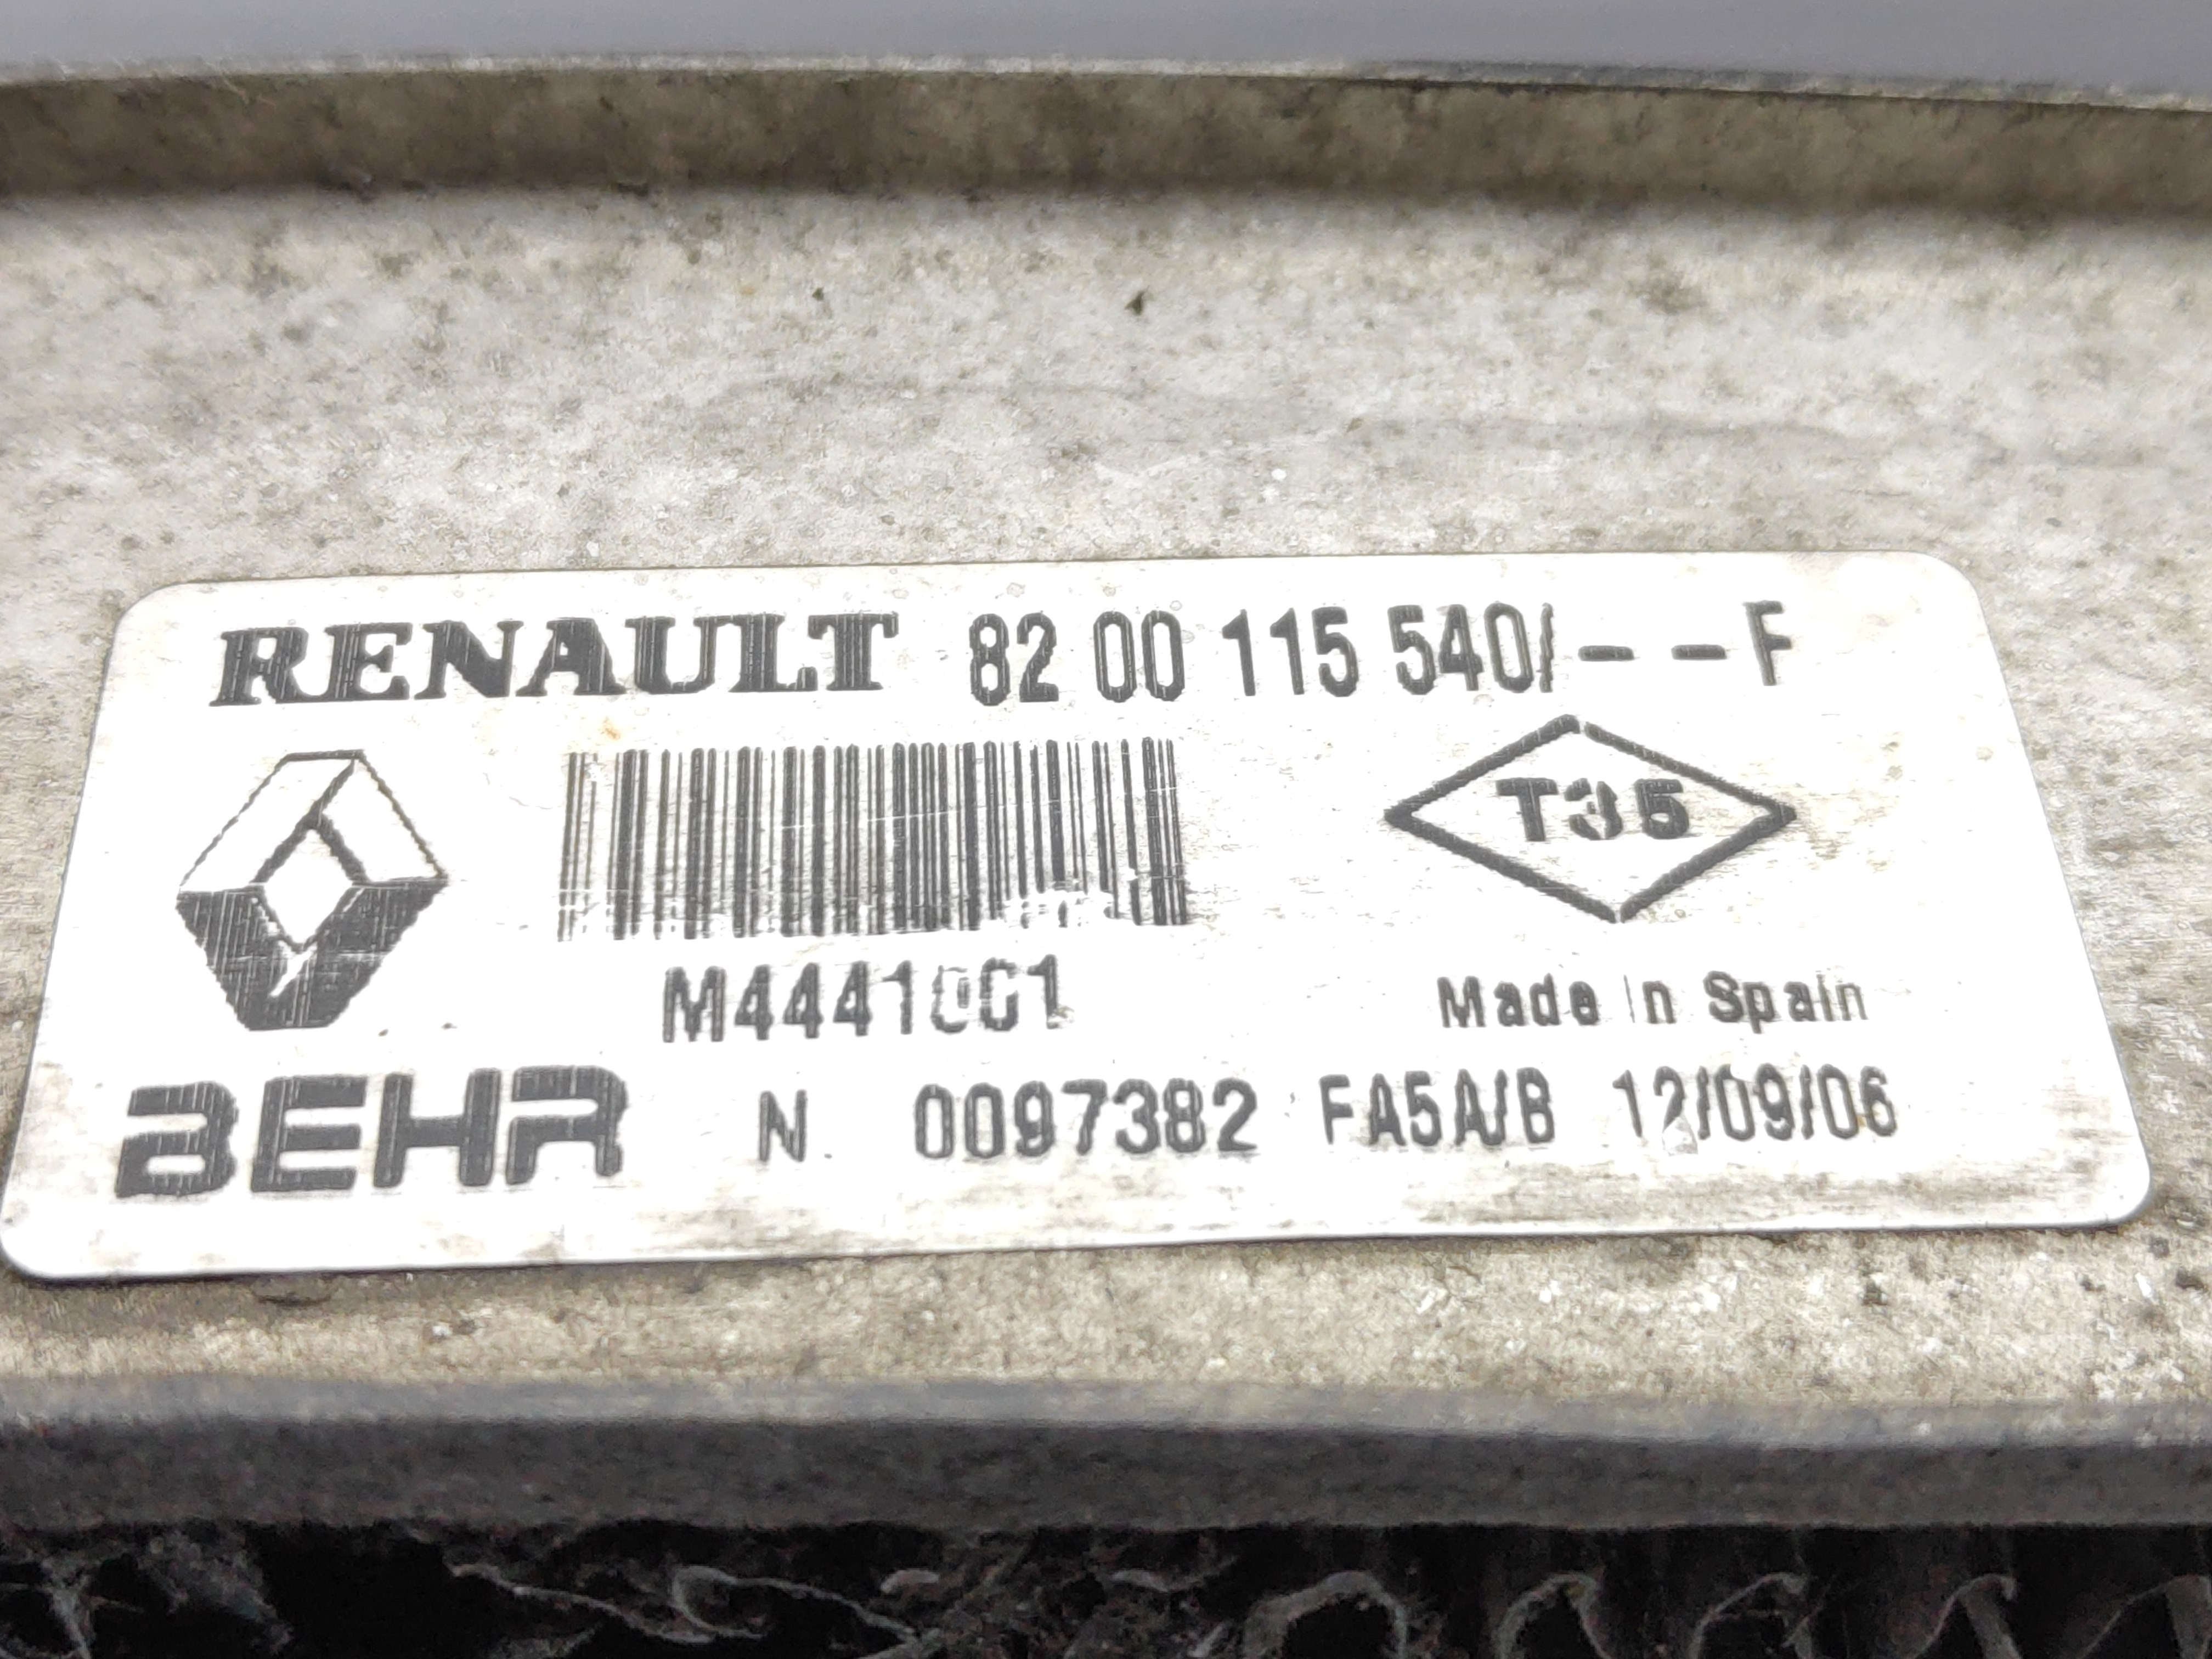 RENAULT 82 00 115 540/ - - F
T35
M4441001
Made in Spain
BEHR N 0097382 FA5A/B 12/09/06